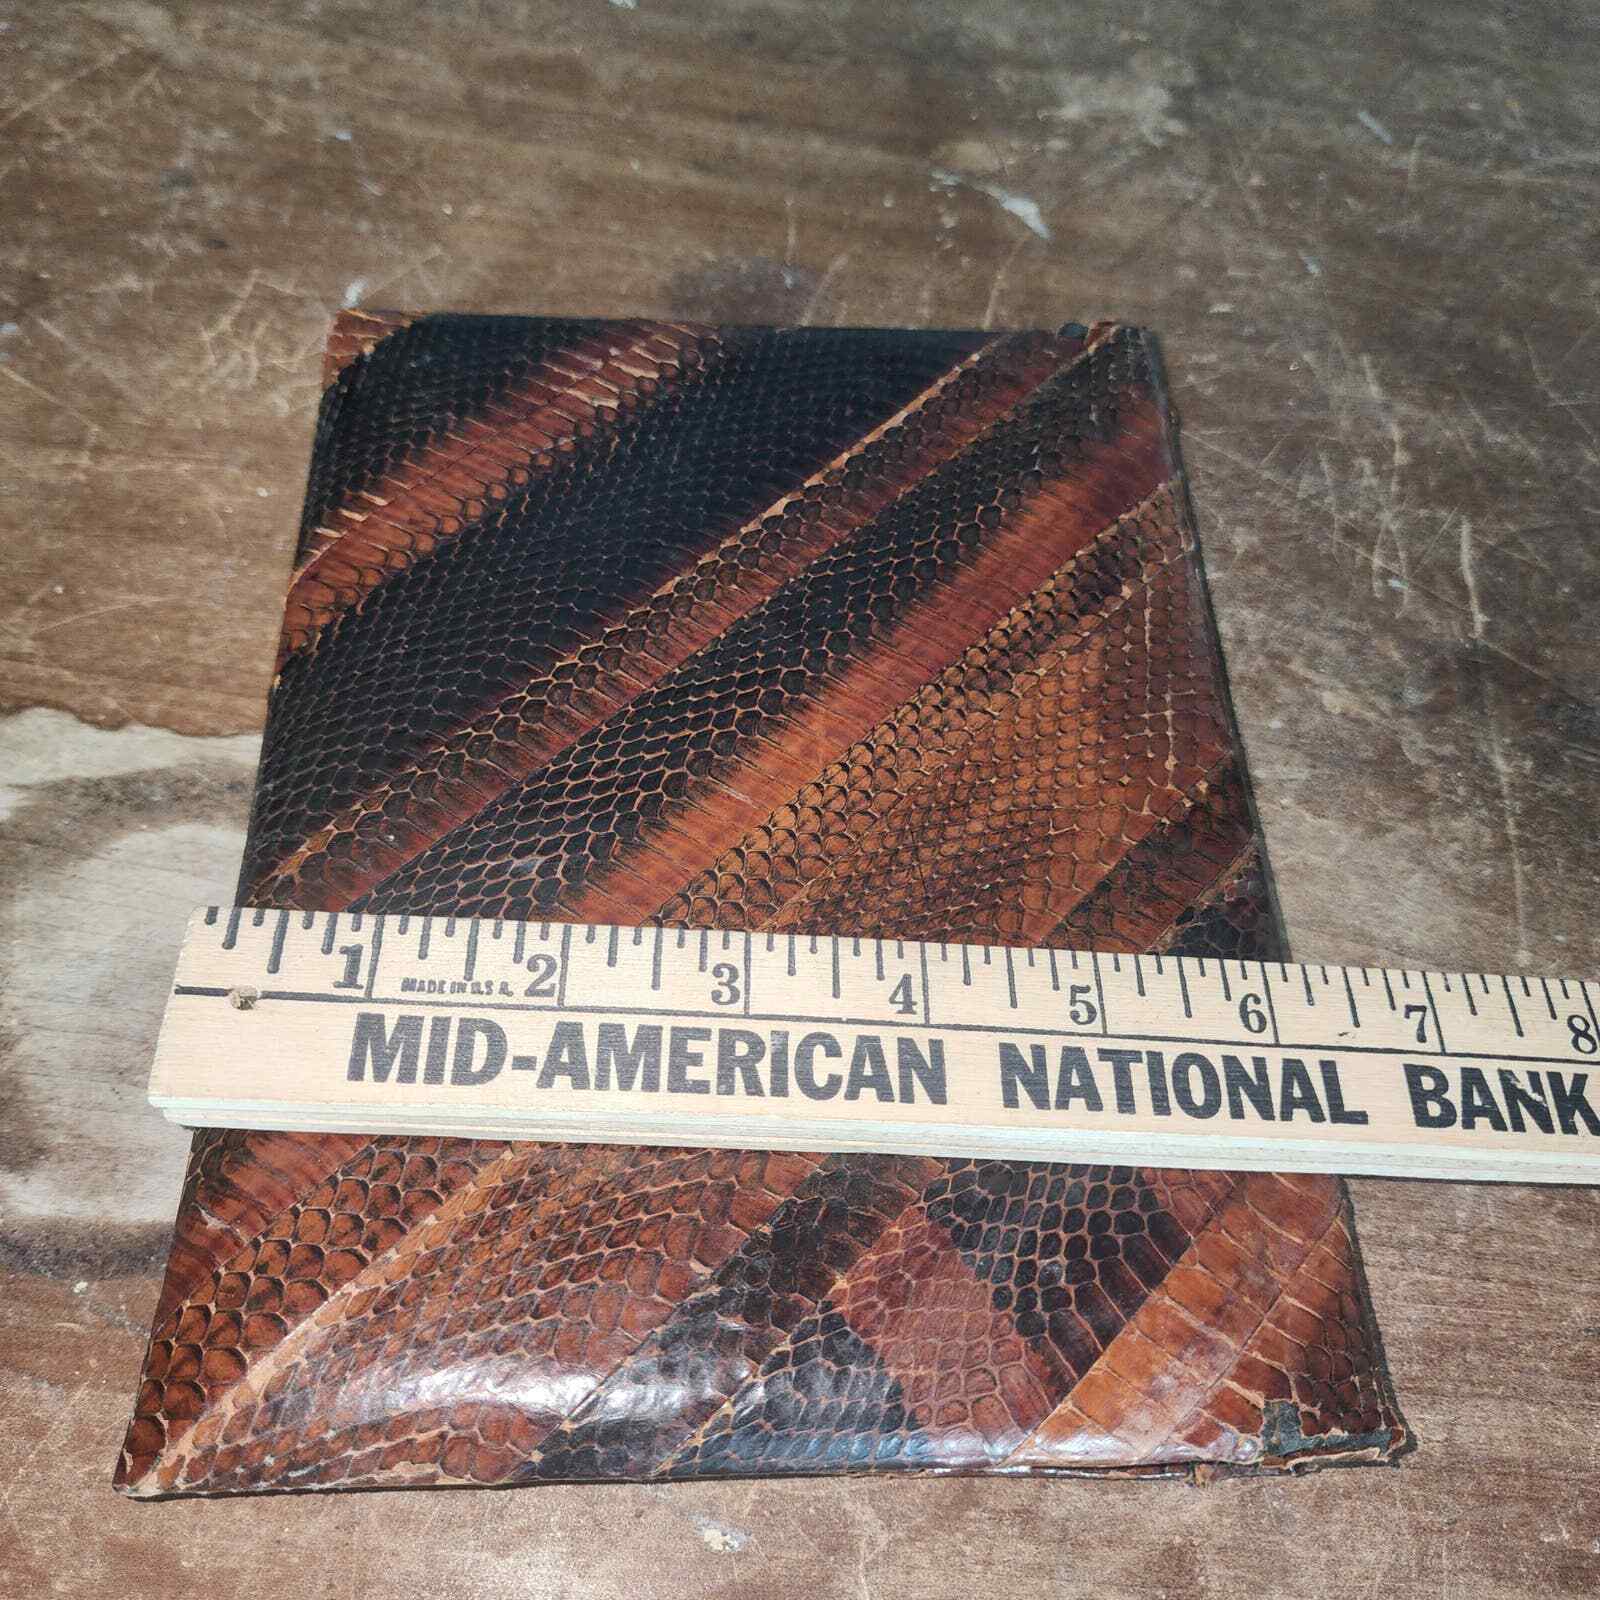 1 2 3 4 5 6 7 8
MADE IN U.S.A.
MID-AMERICAN NATIONAL BANK